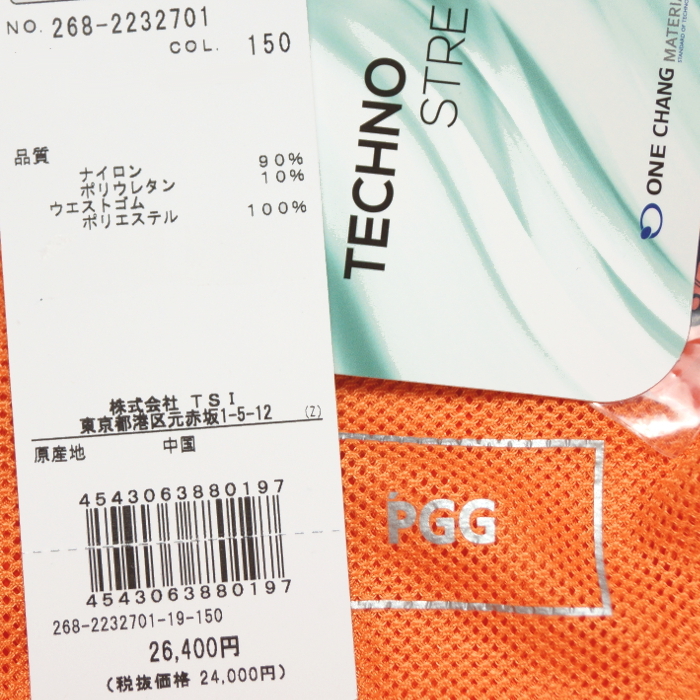 NO. 268-2232701
COL. 150
品質
ナイロン 90%
ポリウレタン 10%
ウエストゴム
ポリエステル 100%
株式会社 TSI
東京都港区元赤坂1-5-12 (Z)
原産地 中国
4543063880197
4543063880197
268-2232701-19-150
26,400円
(税抜価格 24,000円)
TECHNO
STRE
ONE CHANG MATERI
PGG